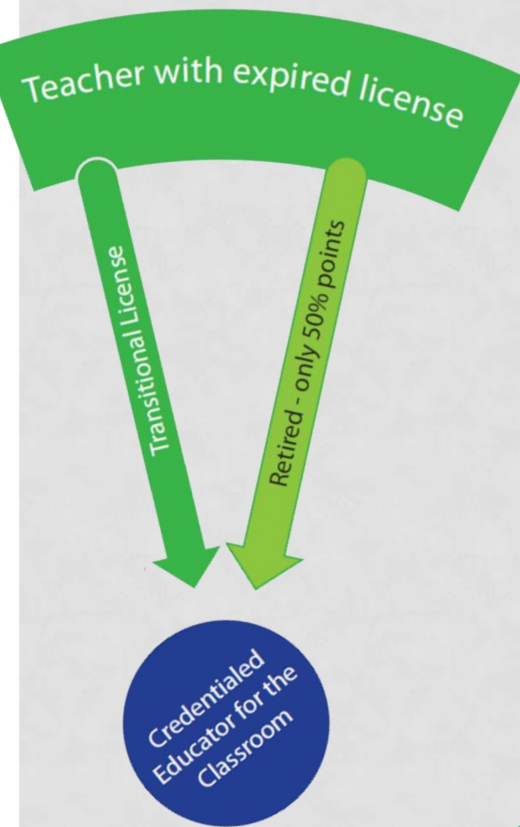 Teacher with expired license
Transitional License
Retired - only 50% points
Credentialed
Educator for the
Classroom